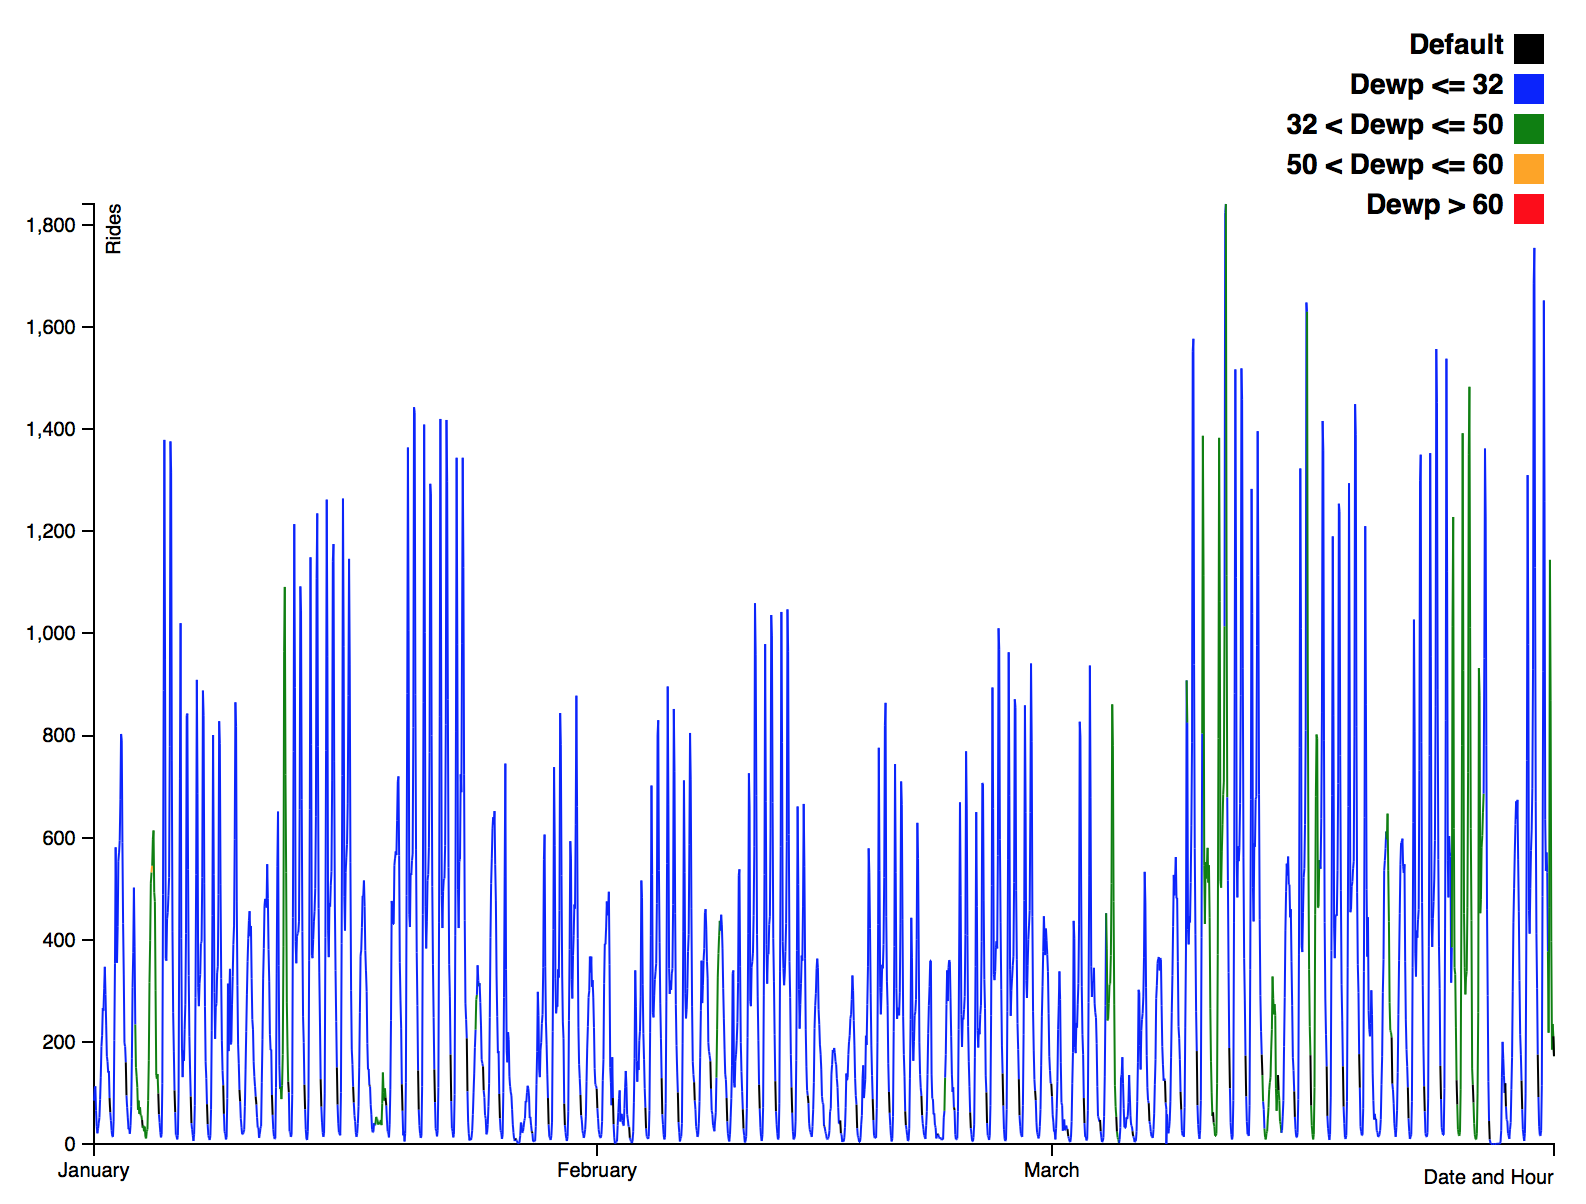 Default
Dewp <= 32
32 < Dewp <= 50
50 < Dewp <= 60
Dewp > 60
Rides
1,800
1,600
1,400
1,200
1,000
800
600
400
200
0
January
February
March
Date and Hour